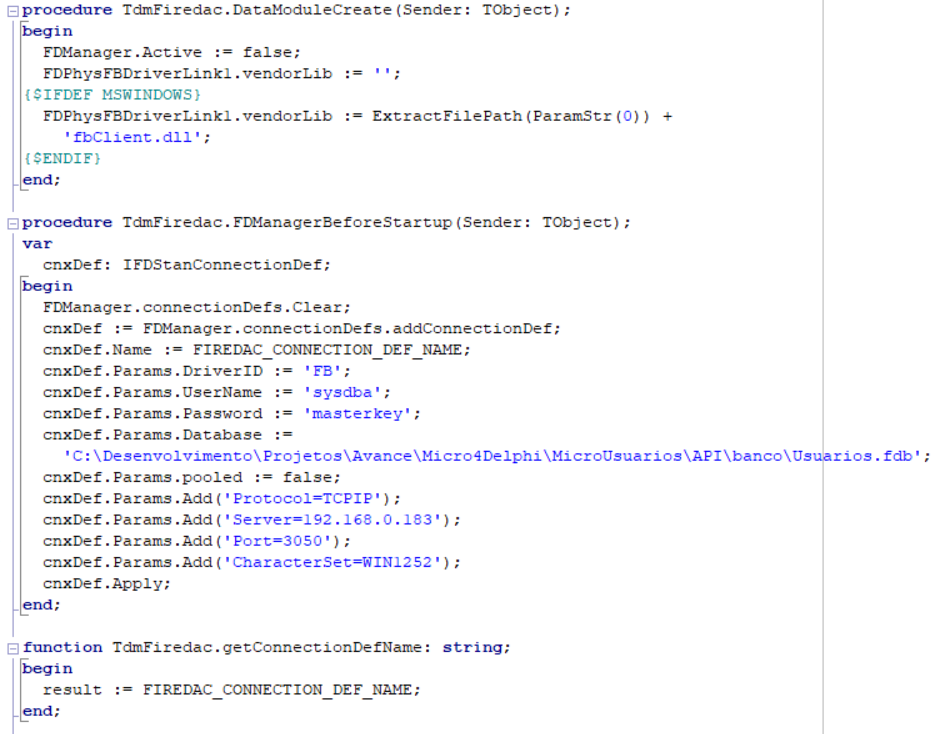 procedure TdmFiredac.DataModuleCreate(Sender: TObject);
begin
  FDManager.Active := false;
  FDPhysFBDriverLink1.vendorLib := '';
{$IFDEF MSWINDOWS}
  FDPhysFBDriverLink1.vendorLib := ExtractFilePath(ParamStr(0)) +
    'fbClient.dll';
{$ENDIF}
end;
procedure TdmFiredac.FDManagerBeforeStartup(Sender: TObject);
var
  cnxDef: IFDStanConnectionDef;
begin
  FDManager.connectionDefs.Clear;
  cnxDef := FDManager.connectionDefs.addConnectionDef;
  cnxDef.Name := FIREDAC_CONNECTION_DEF_NAME;
  cnxDef.Params.DriverID := 'FB';
  cnxDef.Params.UserName := 'sysdba';
  cnxDef.Params.Password := 'masterkey';
  cnxDef.Params.Database :=
    'C:\Desenvolvimento\Projetos\Avance\Micro4Delphi\MicroUsuarios\API\banco\Usuarios.fdb';
  cnxDef.Params.pooled := false;
  cnxDef.Params.Add('Protocol=TCPIP');
  cnxDef.Params.Add('Server=192.168.0.183');
  cnxDef.Params.Add('Port=3050');
  cnxDef.Params.Add('CharacterSet=WIN1252');
  cnxDef.Apply;
end;
function TdmFiredac.getConnectionDefName: string;
begin
  result := FIREDAC_CONNECTION_DEF_NAME;
end;